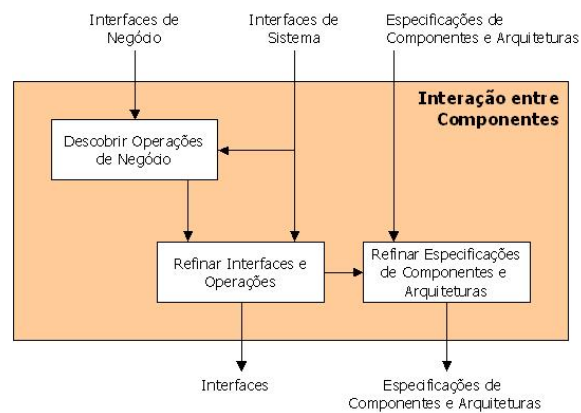 Interfaces de
Negócio
Interfaces de
Sistema
Especificações de
Componentes e Arquiteturas
Interação entre
Componentes
Descobrir Operações
de Negócio
Refinar Interfaces e
Operações
Refinar Especificações
de Componentes e
Arquiteturas
Interfaces
Especificações de
Componentes e Arquiteturas